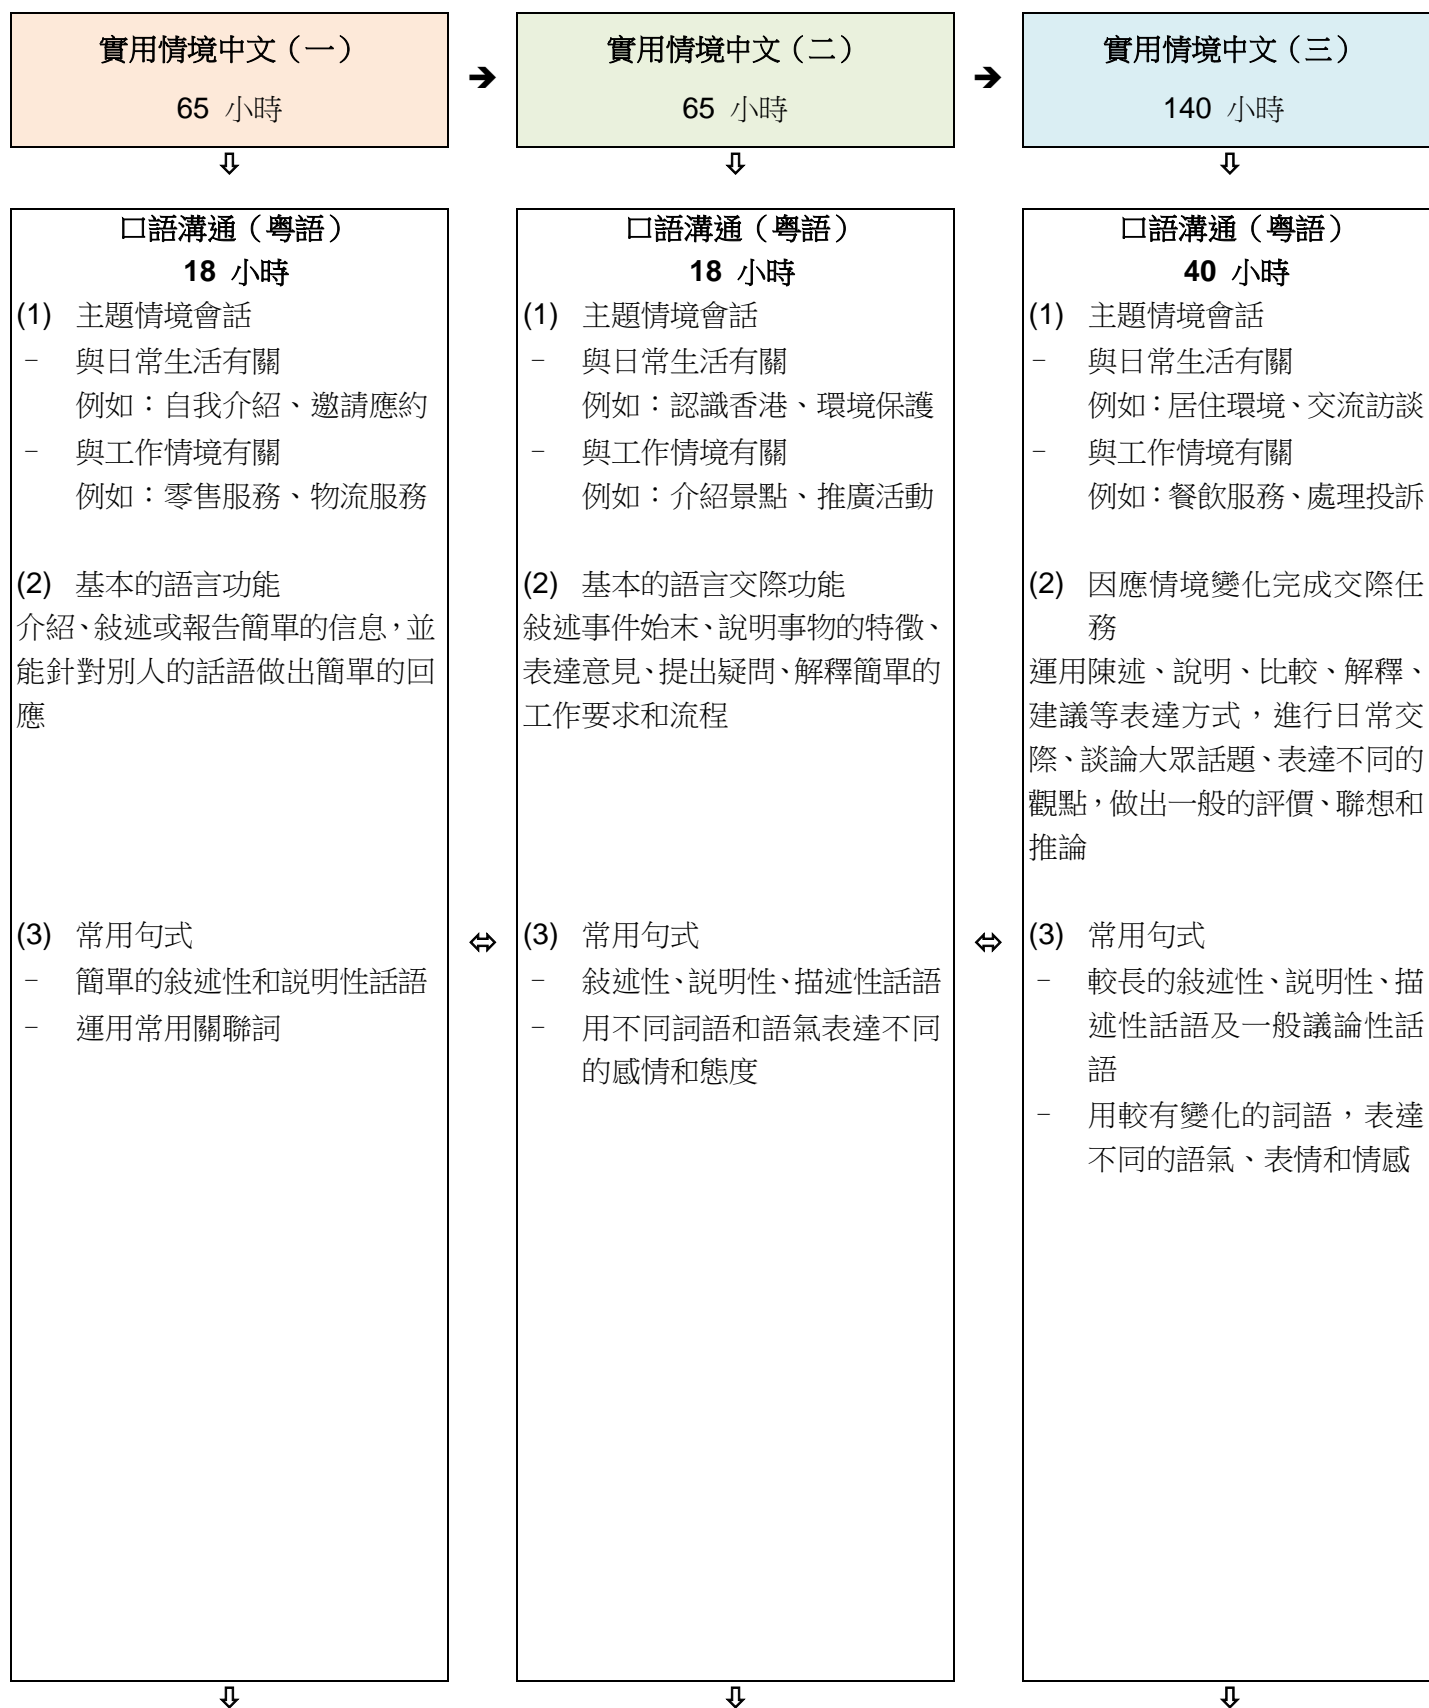 實用情境中文（一）
65 小時
➔
實用情境中文（二）
65 小時
➔
實用情境中文（三）
140 小時
⇩
⇩
⇩
口語溝通（粵語）
18 小時
(1) 主題情境會話
- 與日常生活有關
例如：自我介紹、邀請應約
- 與工作情境有關
例如：零售服務、物流服務
(2) 基本的語言功能
介紹、敍述或報告簡單的信息，並
能針對別人的話語做出簡單的回
應
(3) 常用句式
- 簡單的敍述性和説明性話語
- 運用常用關聯詞
⇔
口語溝通（粵語）
18 小時
(1) 主題情境會話
- 與日常生活有關
例如：認識香港、環境保護
- 與工作情境有關
例如：介紹景點、推廣活動
(2) 基本的語言交際功能
敍述事件始末、說明事物的特徵、
表達意見、提出疑問、解釋簡單的
工作要求和流程
(3) 常用句式
- 敍述性、説明性、描述性話語
- 用不同詞語和語氣表達不同
的感情和態度
⇔
口語溝通（粵語）
40 小時
(1) 主題情境會話
- 與日常生活有關
例如：居住環境、交流訪談
- 與工作情境有關
例如：餐飲服務、處理投訴
(2) 因應情境變化完成交際任
務
運用陳述、說明、比較、解釋、
建議等表達方式，進行日常交
際、談論大眾話題、表達不同的
觀點，做出一般的評價、聯想和
推論
(3) 常用句式
- 較長的敍述性、説明性、描
述性話語及一般議論性話
語
- 用較有變化的詞語，表達
不同的語氣、表情和情感
⇩
⇩
⇩